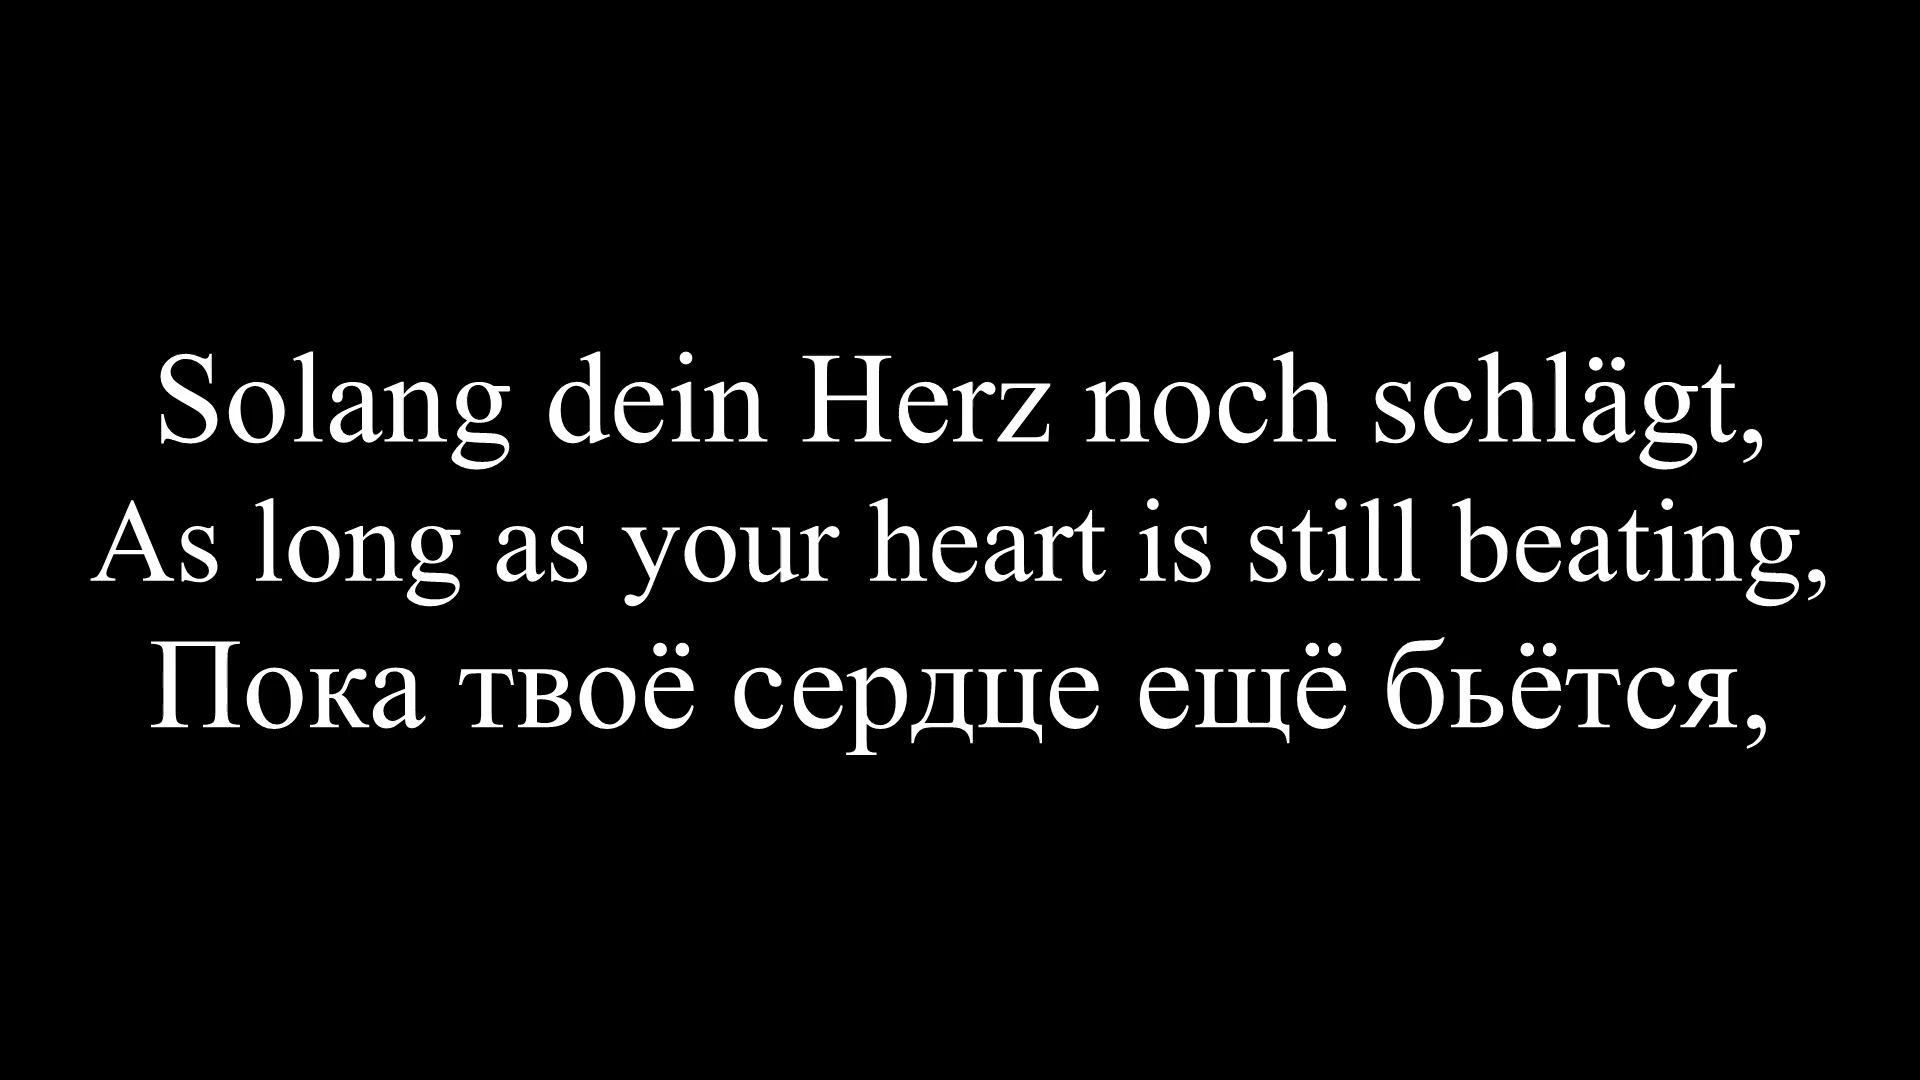 Solang dein Herz noch schlägt,
As long as your heart is still beating,
Пока твоё сердце ещё бьётся,